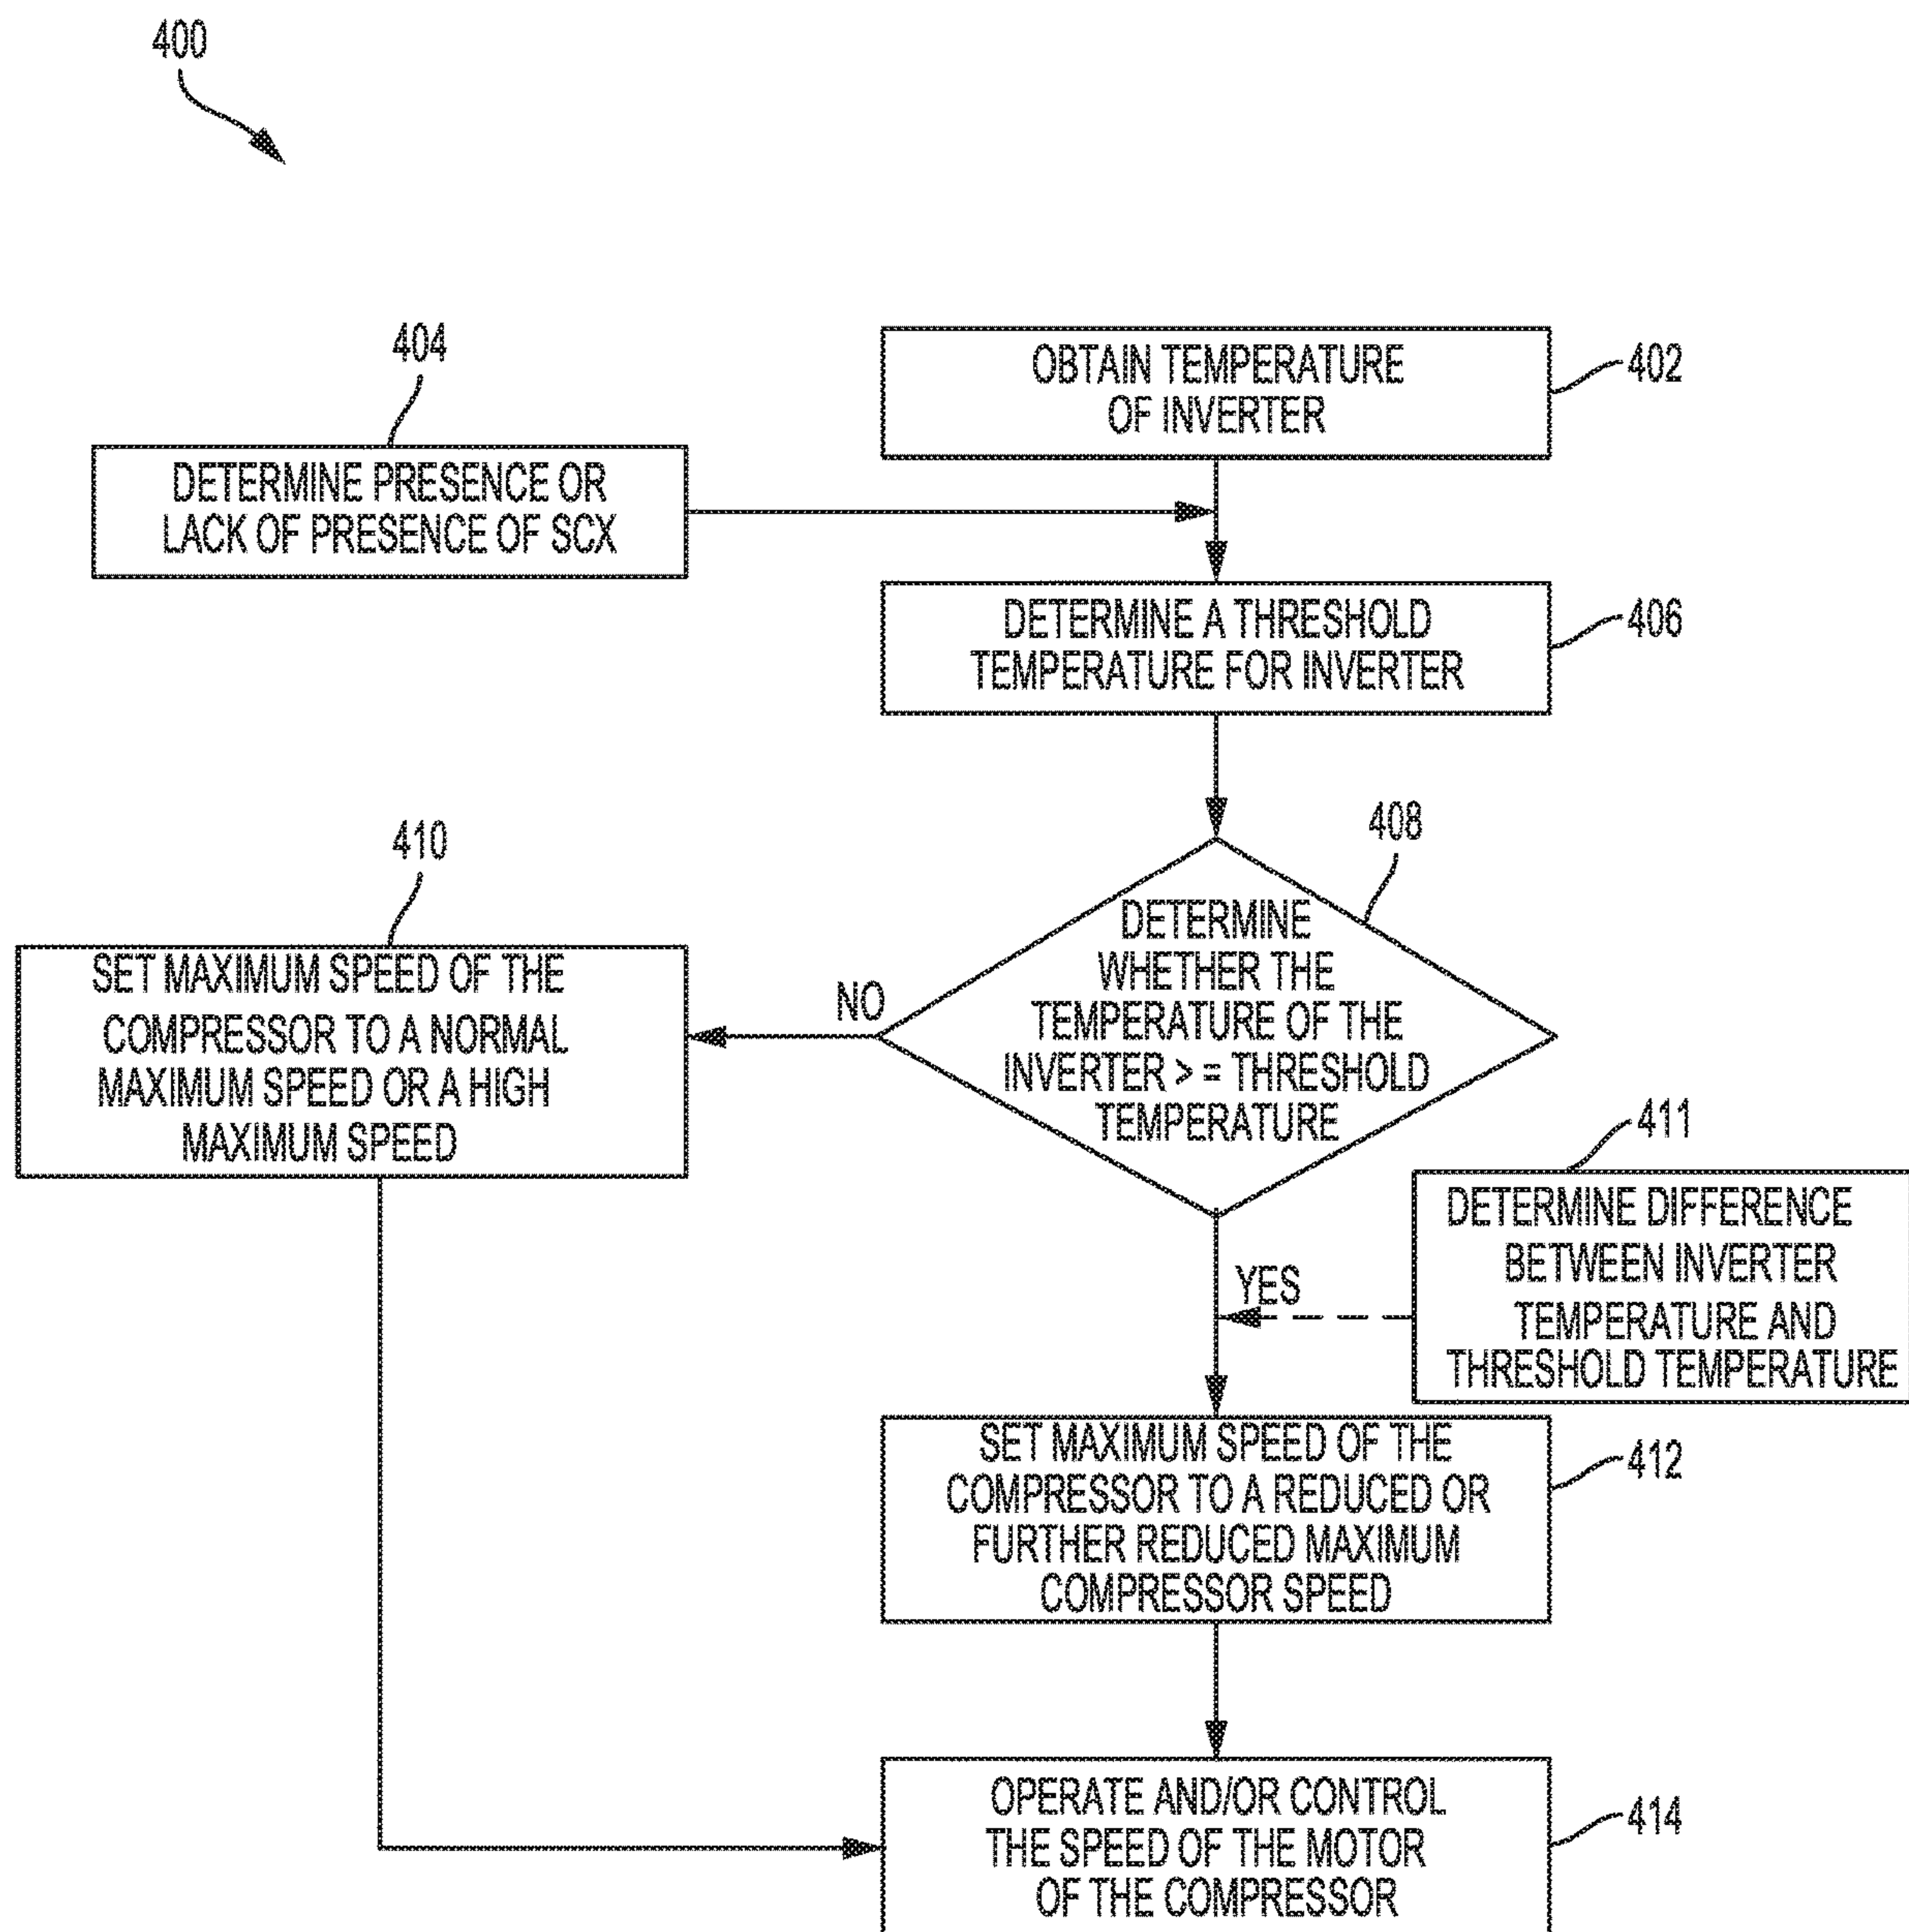 400
404
DETERMINE PRESENCE OR
LACK OF PRESENCE OF SCX
OBTAIN TEMPERATURE
OF INVERTER
402
DETERMINE A THRESHOLD
TEMPERATURE FOR INVERTER
406
408
DETERMINE
WHETHER THE
TEMPERATURE OF THE
INVERTER > = THRESHOLD
TEMPERATURE
NO
410
SET MAXIMUM SPEED OF THE
COMPRESSOR TO A NORMAL
MAXIMUM SPEED OR A HIGH
MAXIMUM SPEED
YES
411
DETERMINE DIFFERENCE
BETWEEN INVERTER
TEMPERATURE AND
THRESHOLD TEMPERATURE
SET MAXIMUM SPEED OF THE
COMPRESSOR TO A REDUCED OR
FURTHER REDUCED MAXIMUM
COMPRESSOR SPEED
412
OPERATE AND/OR CONTROL
THE SPEED OF THE MOTOR
OF THE COMPRESSOR
414